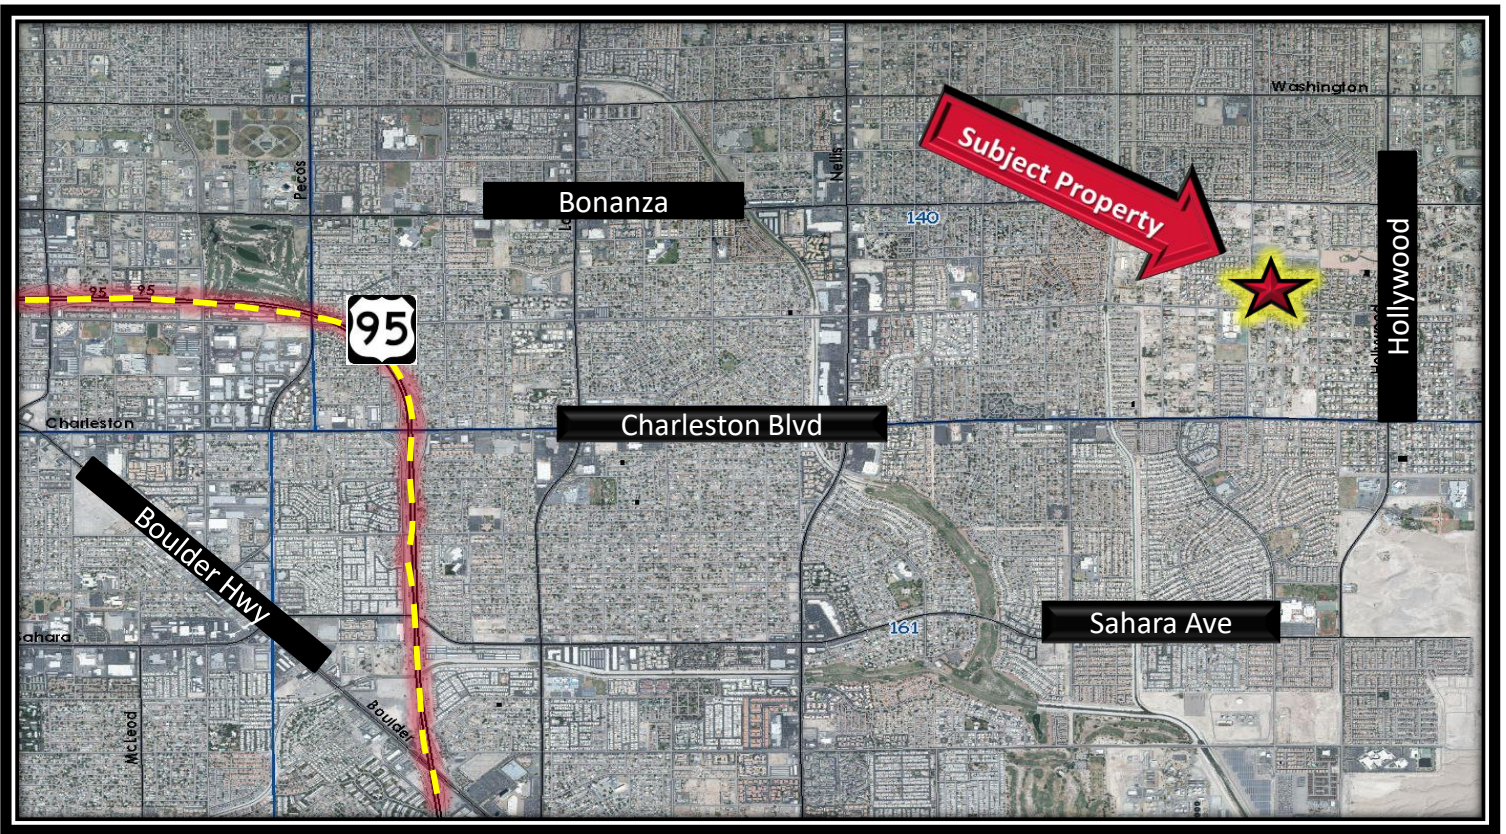 Washington
Subject Property
Nellis
Pecos
Bonanza
Lo
140
Hollywood
Hollywood
95
95
95
Charleston
Charleston Blvd
Boulder Hwy
Sahara
161
Sahara Ave
McLeod
Boulder